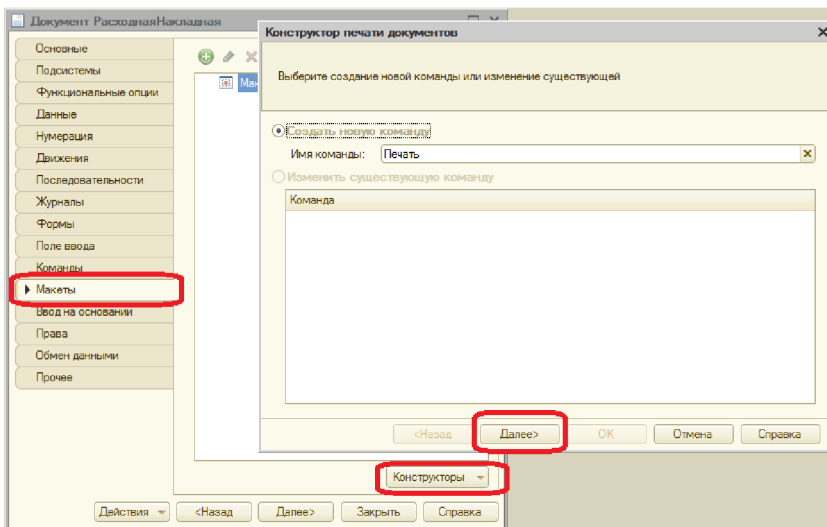 Документ РасходнаяНакладная
Основные
Подсистемы
Функциональные опции
Данные
Нумерация
Движения
Последовательности
Журналы
Формы
Поле ввода
Команды
Макеты
Ввод на основании
Права
Обмен данными
Прочее
Мак
Конструкторы
Действия
<Назад
Далее>
Закрыть
Справка
Конструктор печати документов
Выберите создание новой команды или изменение существующей
Создать новую команду
Имя команды: Печать
Изменить существующую команду
Команда
<Назад
Далее>
ОК
Отмена
Справка